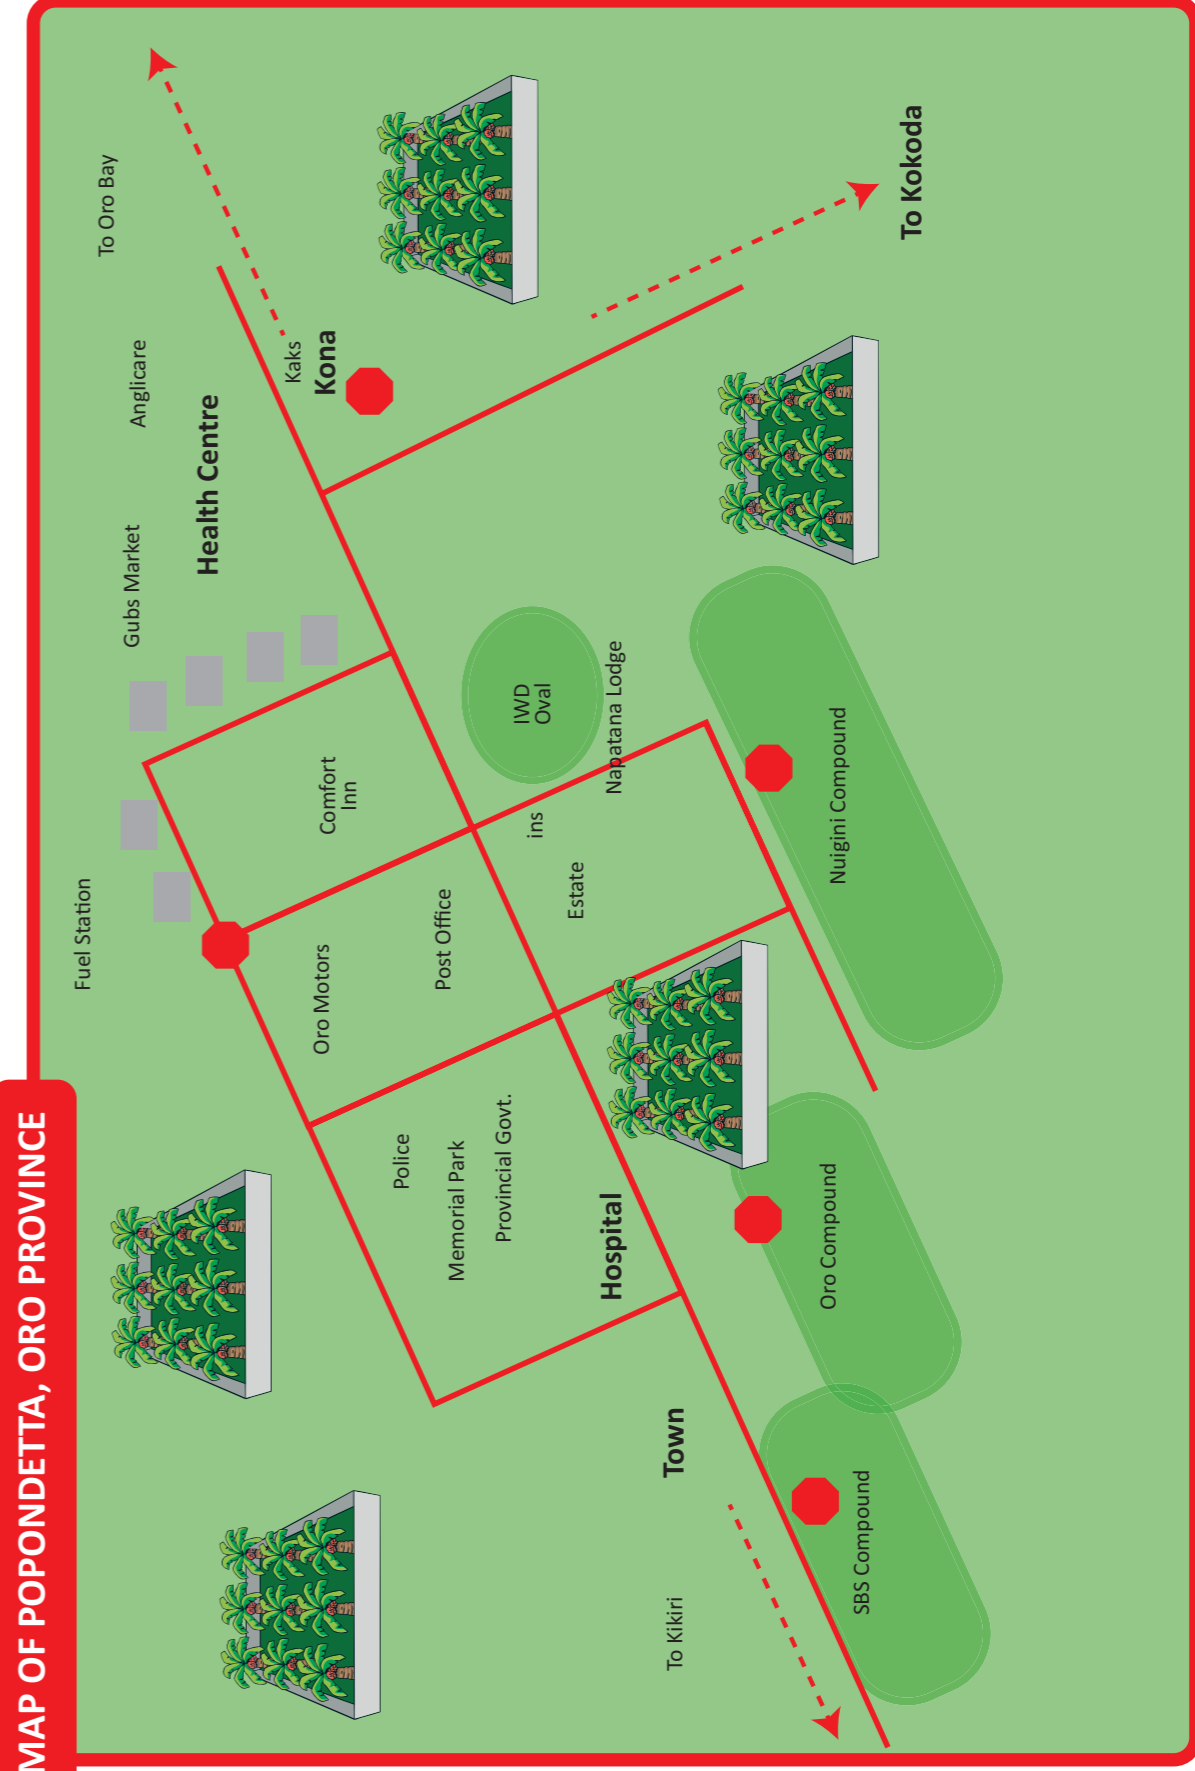 MAP OF POPONDETTA, ORO PROVINCE
Fuel Station
Gubs Market
Anglicare
To Oro Bay
Health Centre
Kaks
Kona
Oro Motors
Comfort
Inn
Police
Post Office
Memorial Park
Provincial Govt.
ins
IWD
Oval
Estate
Napatana Lodge
Hospital
Town
To Kikiri
Oro Compound
Nuigini Compound
SBS Compound
To Kokoda